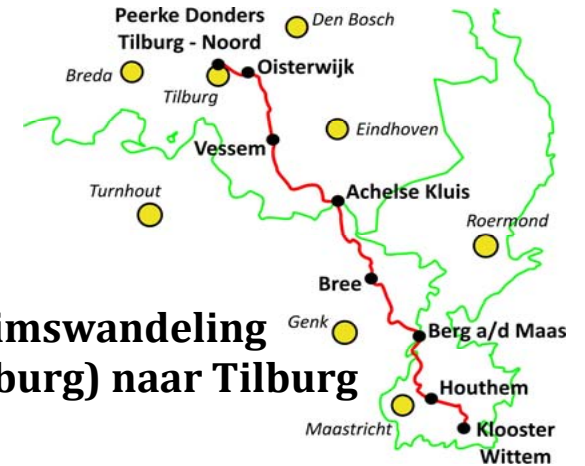 Peerke Donders
Tilburg - Noord
Den Bosch
Breda
Oisterwijk
Tilburg
Vessem
Eindhoven
Turnhout
Achelse Kluis
Roermond
Bree
imswandeling
Genk
Berg a/d Maas
burg) naar Tilburg
Houthem
Maastricht
Klooster
Wittem